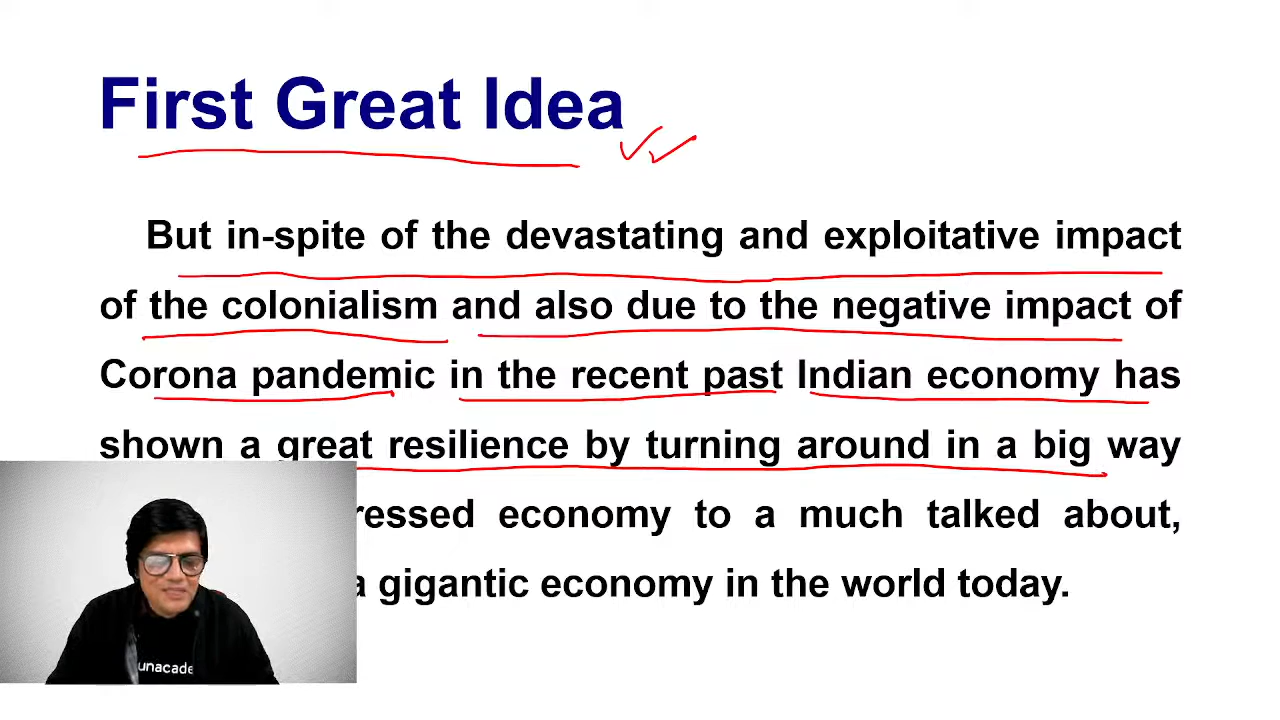 First Great Idea
But in-spite of the devastating and exploitative impact
of the colonialism and also due to the negative impact of
Corona pandemic in the recent past Indian economy has
shown a great resilience by turning around in a big way
ressed economy to a much talked about,
a gigantic economy in the world today.
unacade